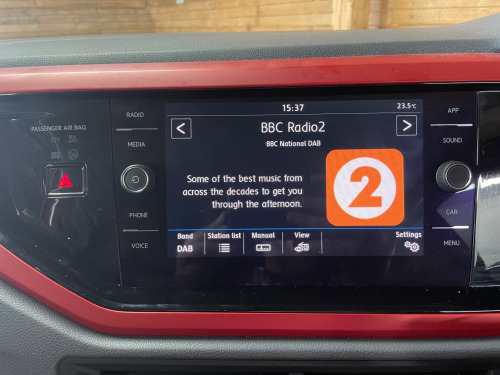 15:37
23.5°C
RADIO
MEDIA
PHONE
VOICE
PASSENGER AIR BAG
BBC Radio2
BBC National DAB
Some of the best music from
across the decades to get you
through the afternoon.
2
Band
DAB
Station list
Manual
View
Settings
APP
SOUND
CAR
MENU